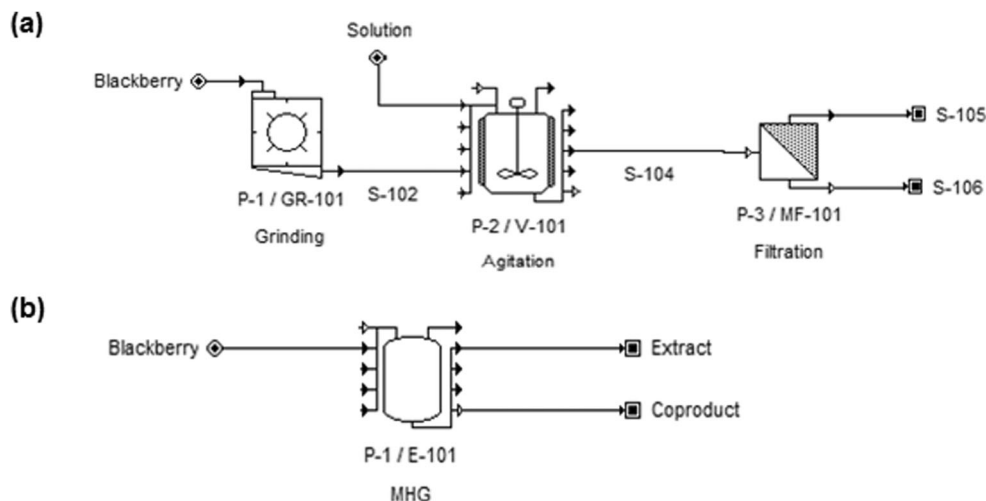 (a)
Solution
Blackberry
S-105
S-102
S-104
S-106
P-1 / GR-101
P-2 / V-101
P-3 / MF-101
Grinding
Agitation
Filtration
(b)
Blackberry
Extract
Coproduct
P-1 / E-101
MHG